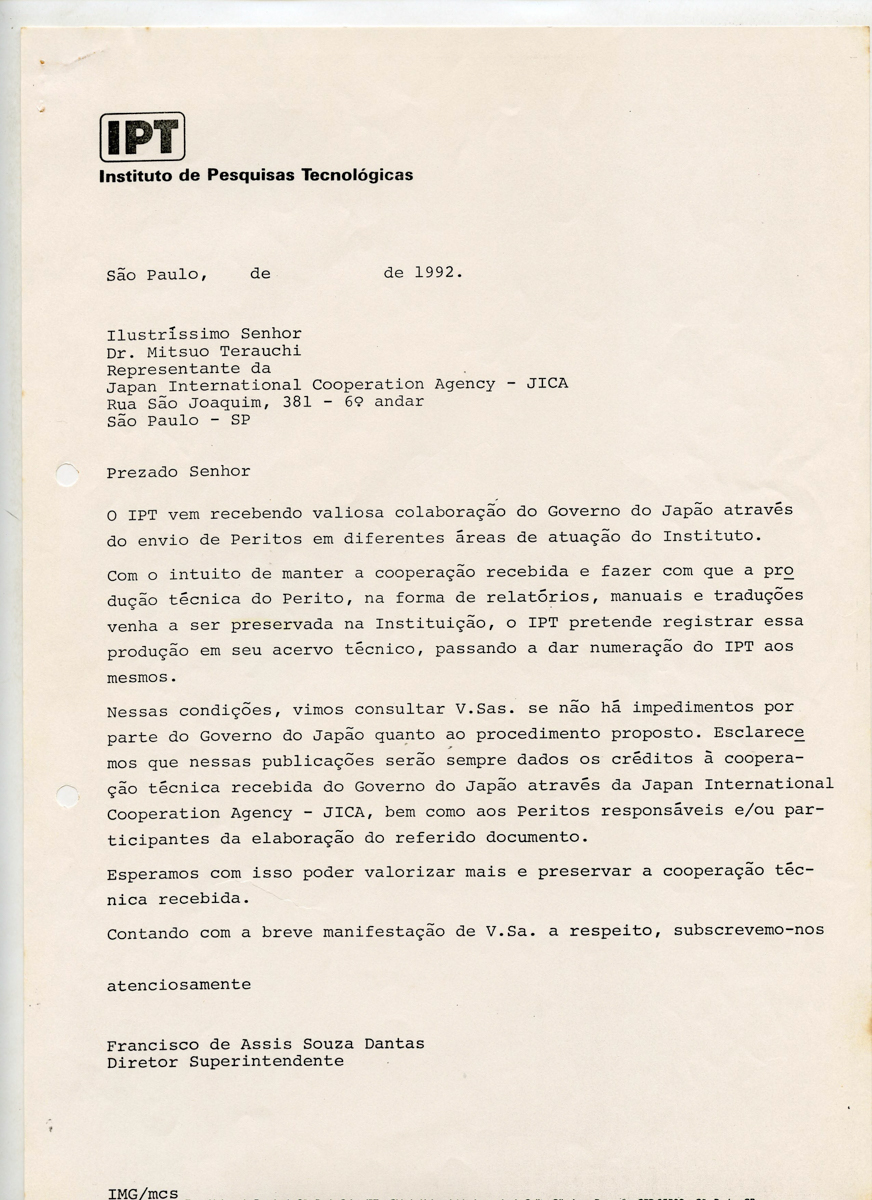 IPT
Instituto de Pesquisas Tecnológicas
São Paulo, de de 1992.
Ilustríssimo Senhor
Dr. Mitsuo Terauchi
Representante da
Japan International Cooperation Agency - JICA
Rua São Joaquim, 381 - 6º andar
São Paulo - SP
Prezado Senhor
O IPT vem recebendo valiosa colaboração do Governo do Japão através
do envio de Peritos em diferentes áreas de atuação do Instituto.
Com o intuito de manter a cooperação recebida e fazer com que a pro
dução técnica do Perito, na forma de relatórios, manuais e traduções
venha a ser preservada na Instituição, o IPT pretende registrar essa
produção em seu acervo técnico, passando a dar numeração do IPT aos
mesmos.
Nessas condições, vimos consultar V.Sas. se não há impedimentos por
parte do Governo do Japão quanto ao procedimento proposto. Esclarece
mos que nessas publicações serão sempre dados os créditos à coopera-
ção técnica recebida do Governo do Japão através da Japan International
Cooperation Agency - JICA, bem como aos Peritos responsáveis e/ou par-
ticipantes da elaboração do referido documento.
Esperamos com isso poder valorizar mais e preservar a cooperação téc-
nica recebida.
Contando com a breve manifestação de V.Sa. a respeito, subscrevemo-nos
atenciosamente
Francisco de Assis Souza Dantas
Diretor Superintendente
IMG/mcs